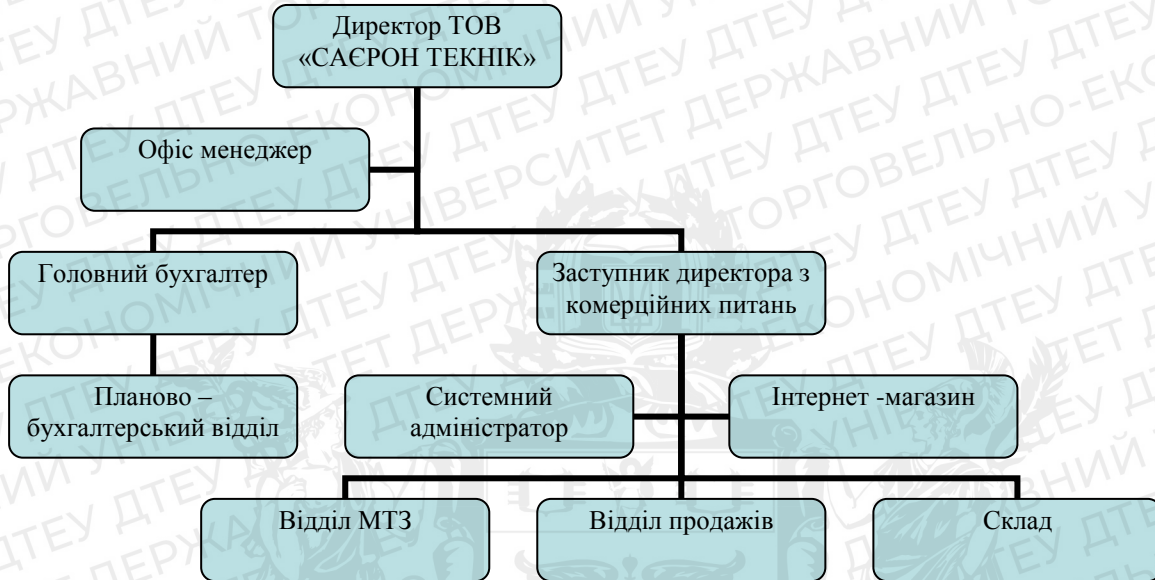 Директор ТОВ
«САЄРОН ТЕКНІК»
Офіс менеджер
Головний бухгалтер
Заступник директора з
комерційних питань
Планово –
бухгалтерський відділ
Системний
адміністратор
Інтернет -магазин
Відділ МТЗ
Відділ продажів
Склад